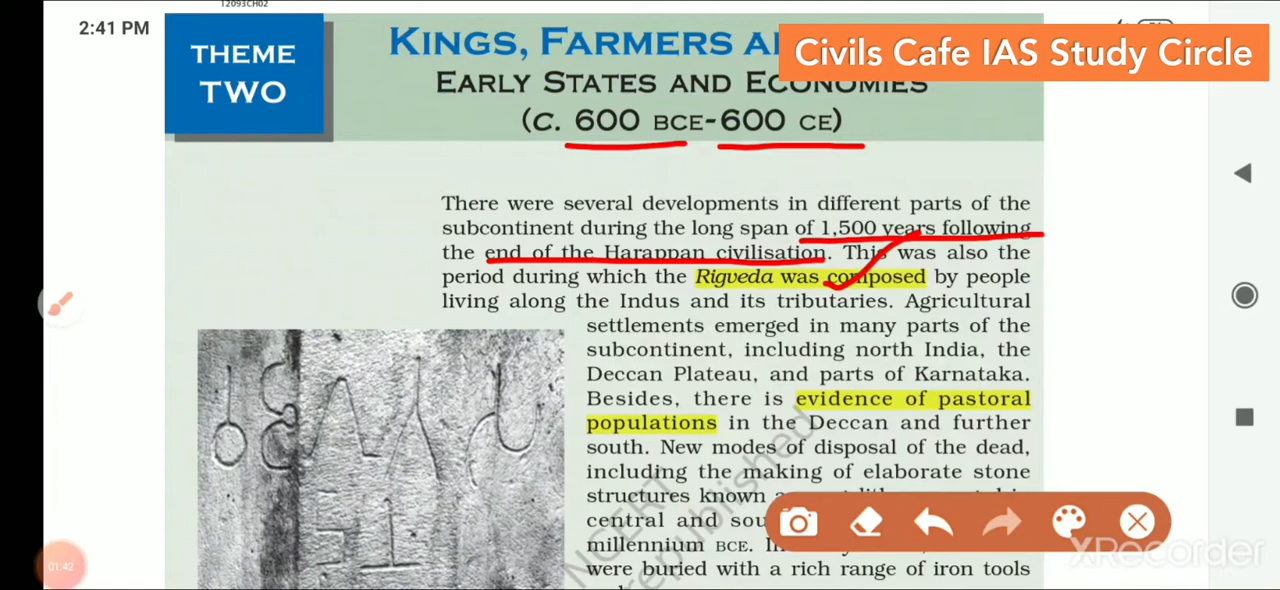 T2093CH02
2:41 PM
THEME
TWO
KINGS, FARMERS
Civils Cafe IAS Study Circle
EARLY STATES AND ECONOMIES
(C. 600 BCE-600 CE)
There were several developments in different parts of the
subcontinent during the long span of 1,500 years following
the end of the Harappan civilisation. This was also the
period during which the Rigveda was composed by people
living along the Indus and its tributaries. Agricultural
settlements emerged in many parts of the
subcontinent, including north India, the
Deccan Plateau, and parts of Karnataka.
Besides, there is evidence of pastoral
populations in the Deccan and further
south. New modes of disposal of the dead,
including the making of elaborate stone
structures known
central and
millennium BCE.
were buried with a rich range of iron tools
NCERT
republished
01:42
XRecorder